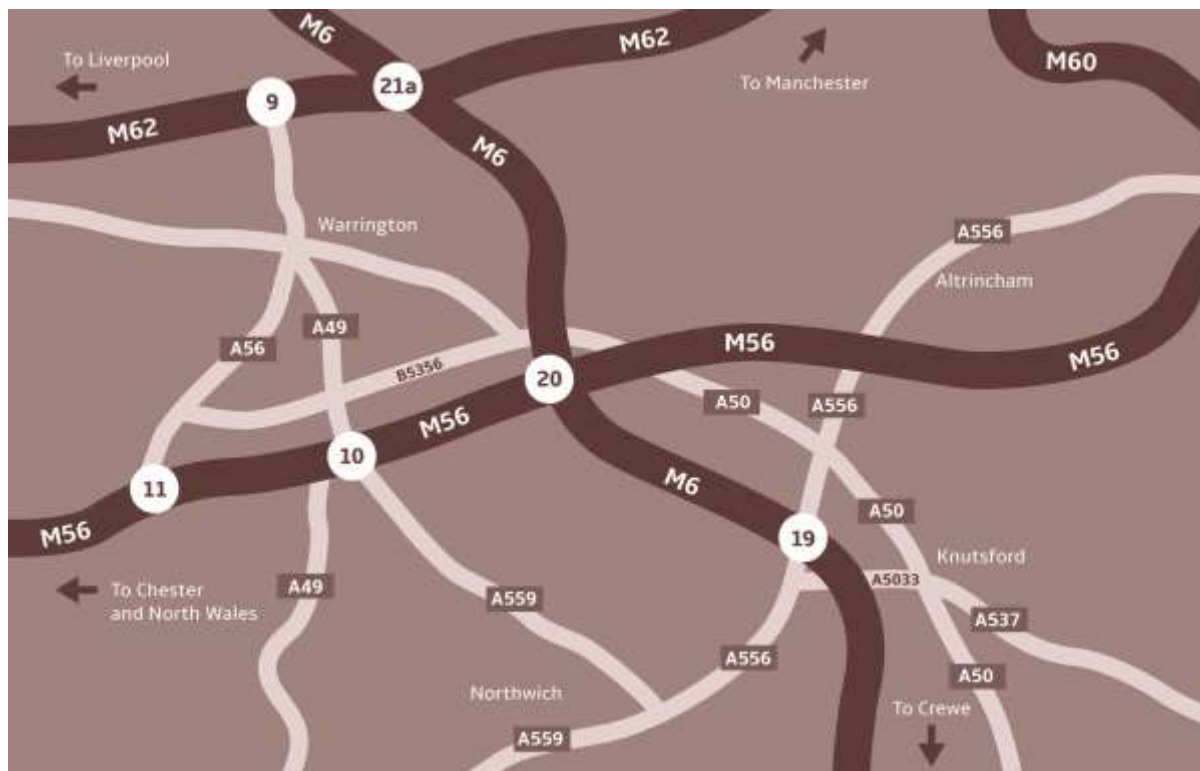 M6
M62
M60
To Liverpool
21a
To Manchester
9
M62
M6
Warrington
A556
Altrincham
A49
A56
M56
M56
B5356
20
A50
A556
M56
10
11
M6
A50
M56
19
Knutsford
A5033
To Chester
and North Wales
A49
A559
A537
A556
A50
Northwich
To Crewe
A559